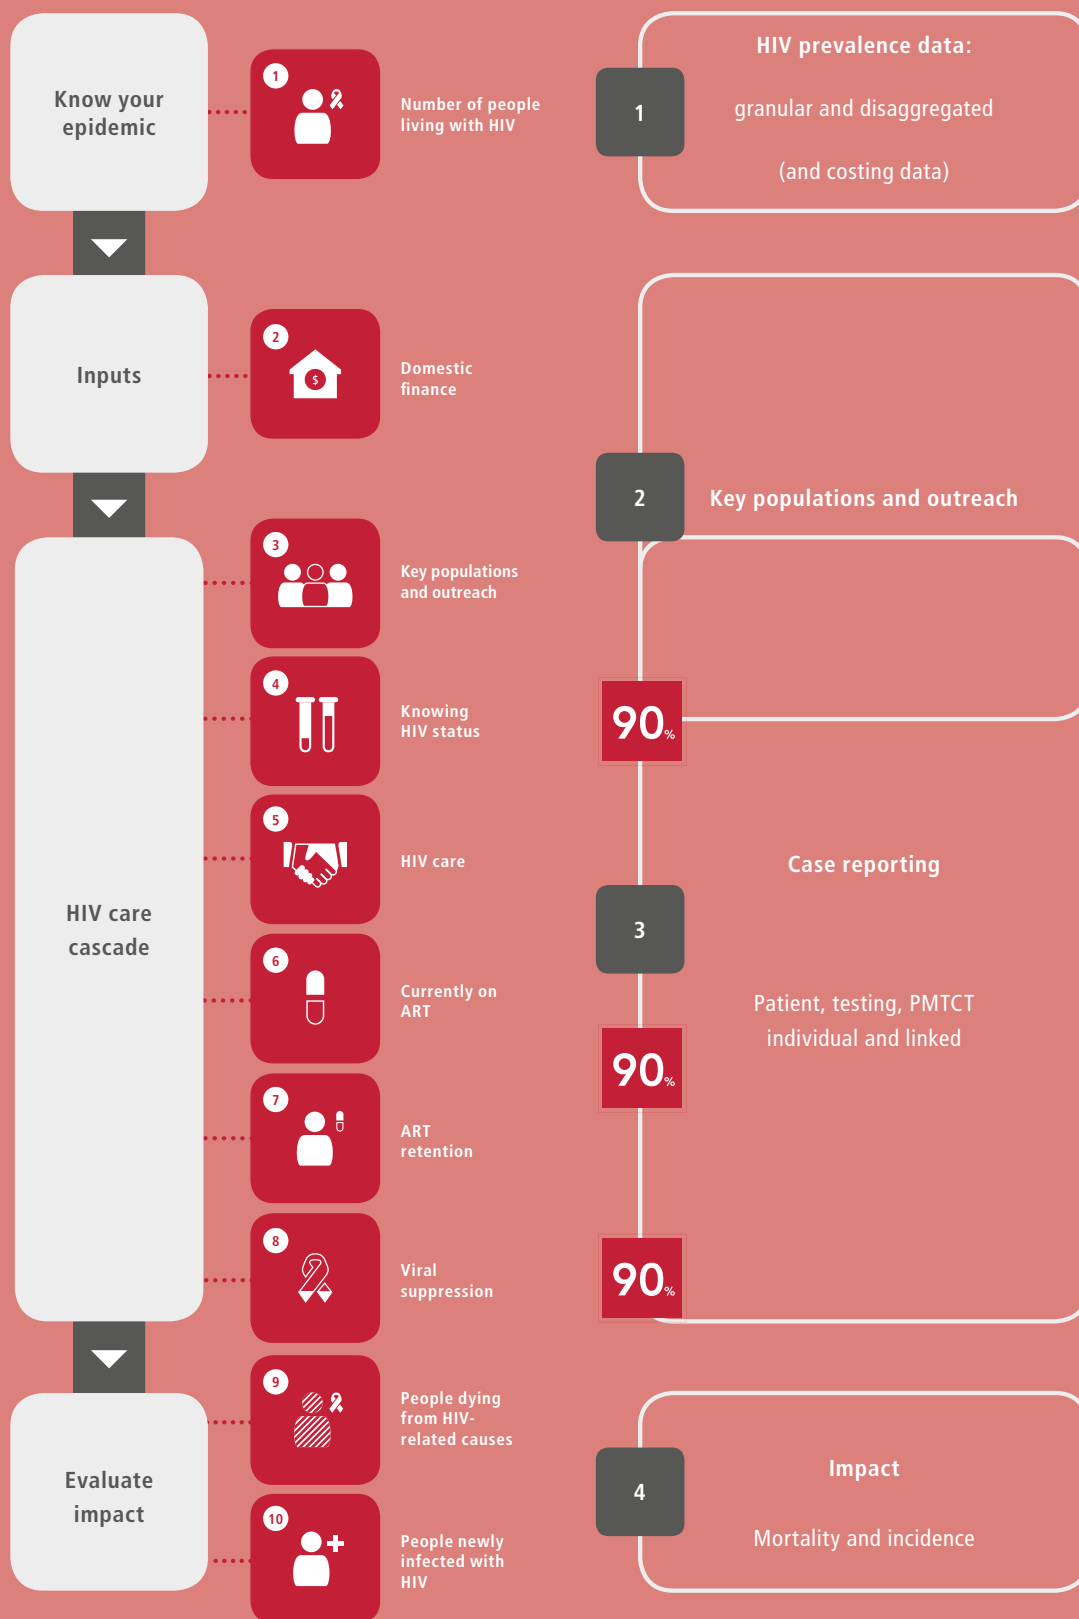 Know your
epidemic
1
Number of people
living with HIV
1
HIV prevalence data:
granular and disaggregated
(and costing data)
Inputs
2
$
Domestic
finance
2
Key populations and outreach
HIV care
cascade
3
Key populations
and outreach
4
Knowing
HIV status
90%
5
HIV care
3
Case reporting
Patient, testing, PMTCT
individual and linked
6
Currently on
ART
90%
7
ART
retention
8
Viral
suppression
90%
Evaluate
impact
9
People dying
from HIV-
related causes
10
People newly
infected with
HIV
4
Impact
Mortality and incidence